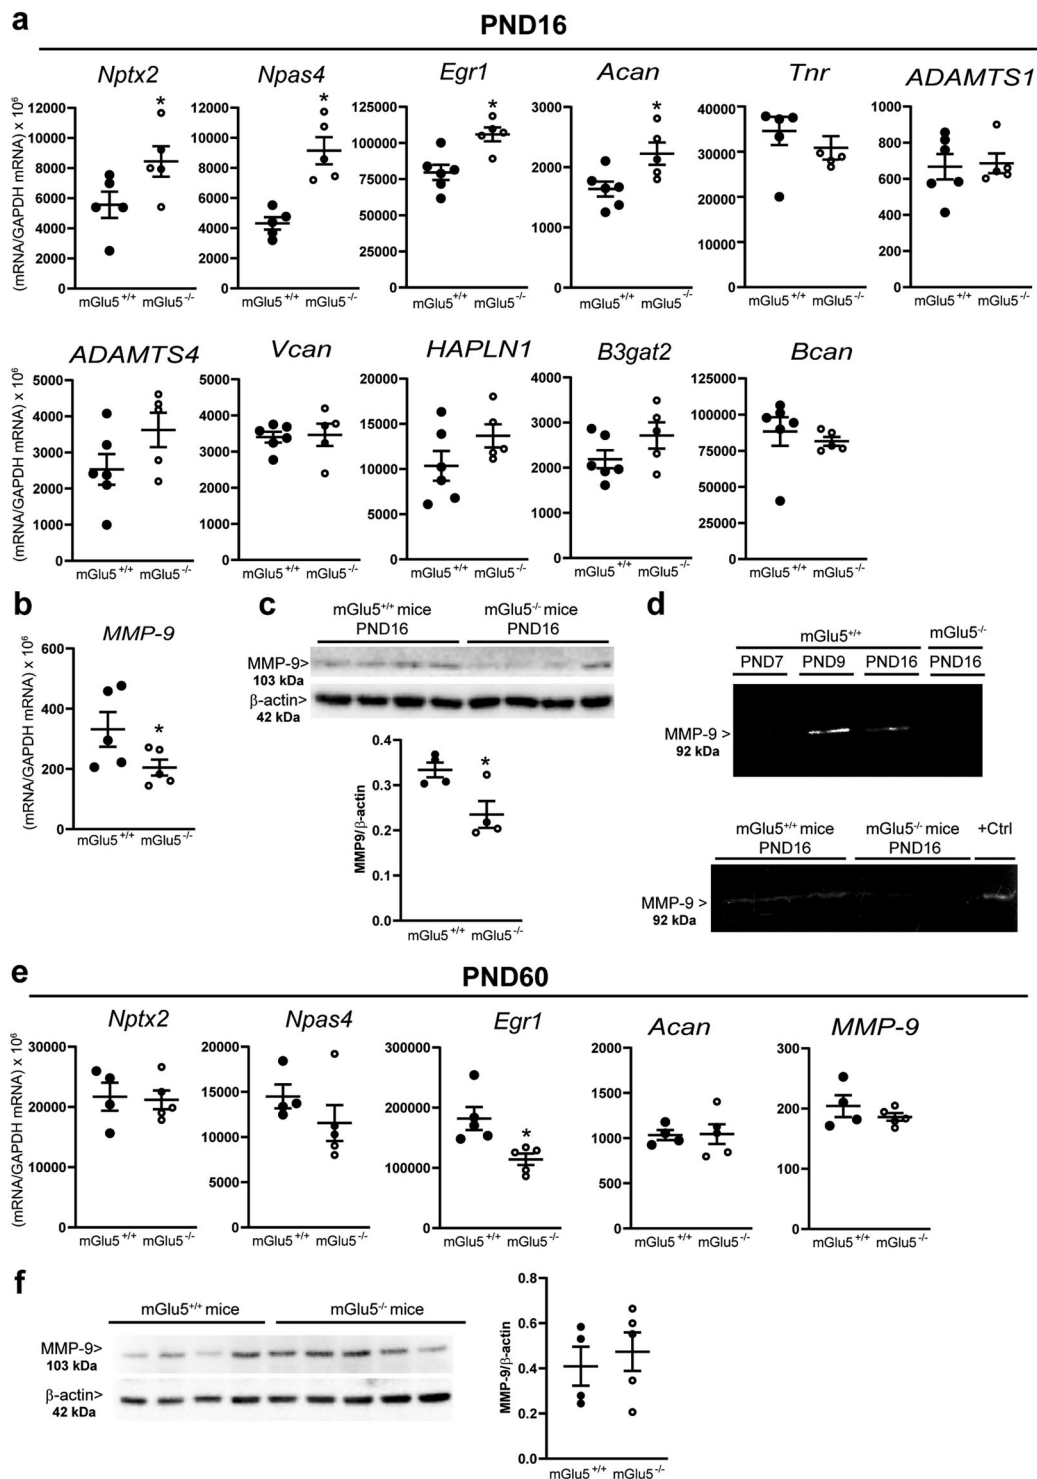 a
PND16
Nptx2 Npas4 Egr1 Acan Tnr ADAMTS1
(mRNA/GAPDH mRNA) x 10⁶
12000 10000 8000 6000 4000 2000 0
12000 10000 8000 6000 4000 2000 0
125000 100000 75000 50000 25000 0
3000 2000 1000 0
40000 30000 20000 10000 0
1000 800 600 400 200 0
* * * *
mGlu5⁺/⁺ mGlu5⁻/⁻ mGlu5⁺/⁺ mGlu5⁻/⁻ mGlu5⁺/⁺ mGlu5⁻/⁻ mGlu5⁺/⁺ mGlu5⁻/⁻ mGlu5⁺/⁺ mGlu5⁻/⁻ mGlu5⁺/⁺ mGlu5⁻/⁻
ADAMTS4 Vcan HAPLN1 B3gat2 Bcan
(mRNA/GAPDH mRNA) x 10⁶
5000 4000 3000 2000 1000 0
5000 4000 3000 2000 1000 0
20000 15000 10000 5000 0
4000 3000 2000 1000 0
125000 100000 75000 50000 25000 0
mGlu5⁺/⁺ mGlu5⁻/⁻ mGlu5⁺/⁺ mGlu5⁻/⁻ mGlu5⁺/⁺ mGlu5⁻/⁻ mGlu5⁺/⁺ mGlu5⁻/⁻ mGlu5⁺/⁺ mGlu5⁻/⁻
b
MMP-9
(mRNA/GAPDH mRNA) x 10⁶
600 400 200 0
*
mGlu5⁺/⁺ mGlu5⁻/⁻
c
mGlu5⁺/⁺ mice mGlu5⁻/⁻ mice
PND16 PND16
MMP-9>
103 kDa
β-actin>
42 kDa
MMP9/β-actin
0.4 0.3 0.2 0.1 0.0
*
mGlu5⁺/⁺ mGlu5⁻/⁻
d
mGlu5⁺/⁺ mGlu5⁻/⁻
PND7 PND9 PND16 PND16
MMP-9 >
92 kDa
mGlu5⁺/⁺ mice mGlu5⁻/⁻ mice +Ctrl
PND16 PND16
MMP-9 >
92 kDa
e
PND60
Nptx2 Npas4 Egr1 Acan MMP-9
(mRNA/GAPDH mRNA) x 10⁶
30000 20000 10000 0
20000 15000 10000 5000 0
300000 200000 100000 0
2000 1500 1000 500 0
300 200 100 0
*
mGlu5⁺/⁺ mGlu5⁻/⁻ mGlu5⁺/⁺ mGlu5⁻/⁻ mGlu5⁺/⁺ mGlu5⁻/⁻ mGlu5⁺/⁺ mGlu5⁻/⁻ mGlu5⁺/⁺ mGlu5⁻/⁻
f
mGlu5⁺/⁺ mice mGlu5⁻/⁻ mice
MMP-9>
103 kDa
β-actin>
42 kDa
MMP-9/β-actin
0.8 0.6 0.4 0.2 0.0
mGlu5⁺/⁺ mGlu5⁻/⁻